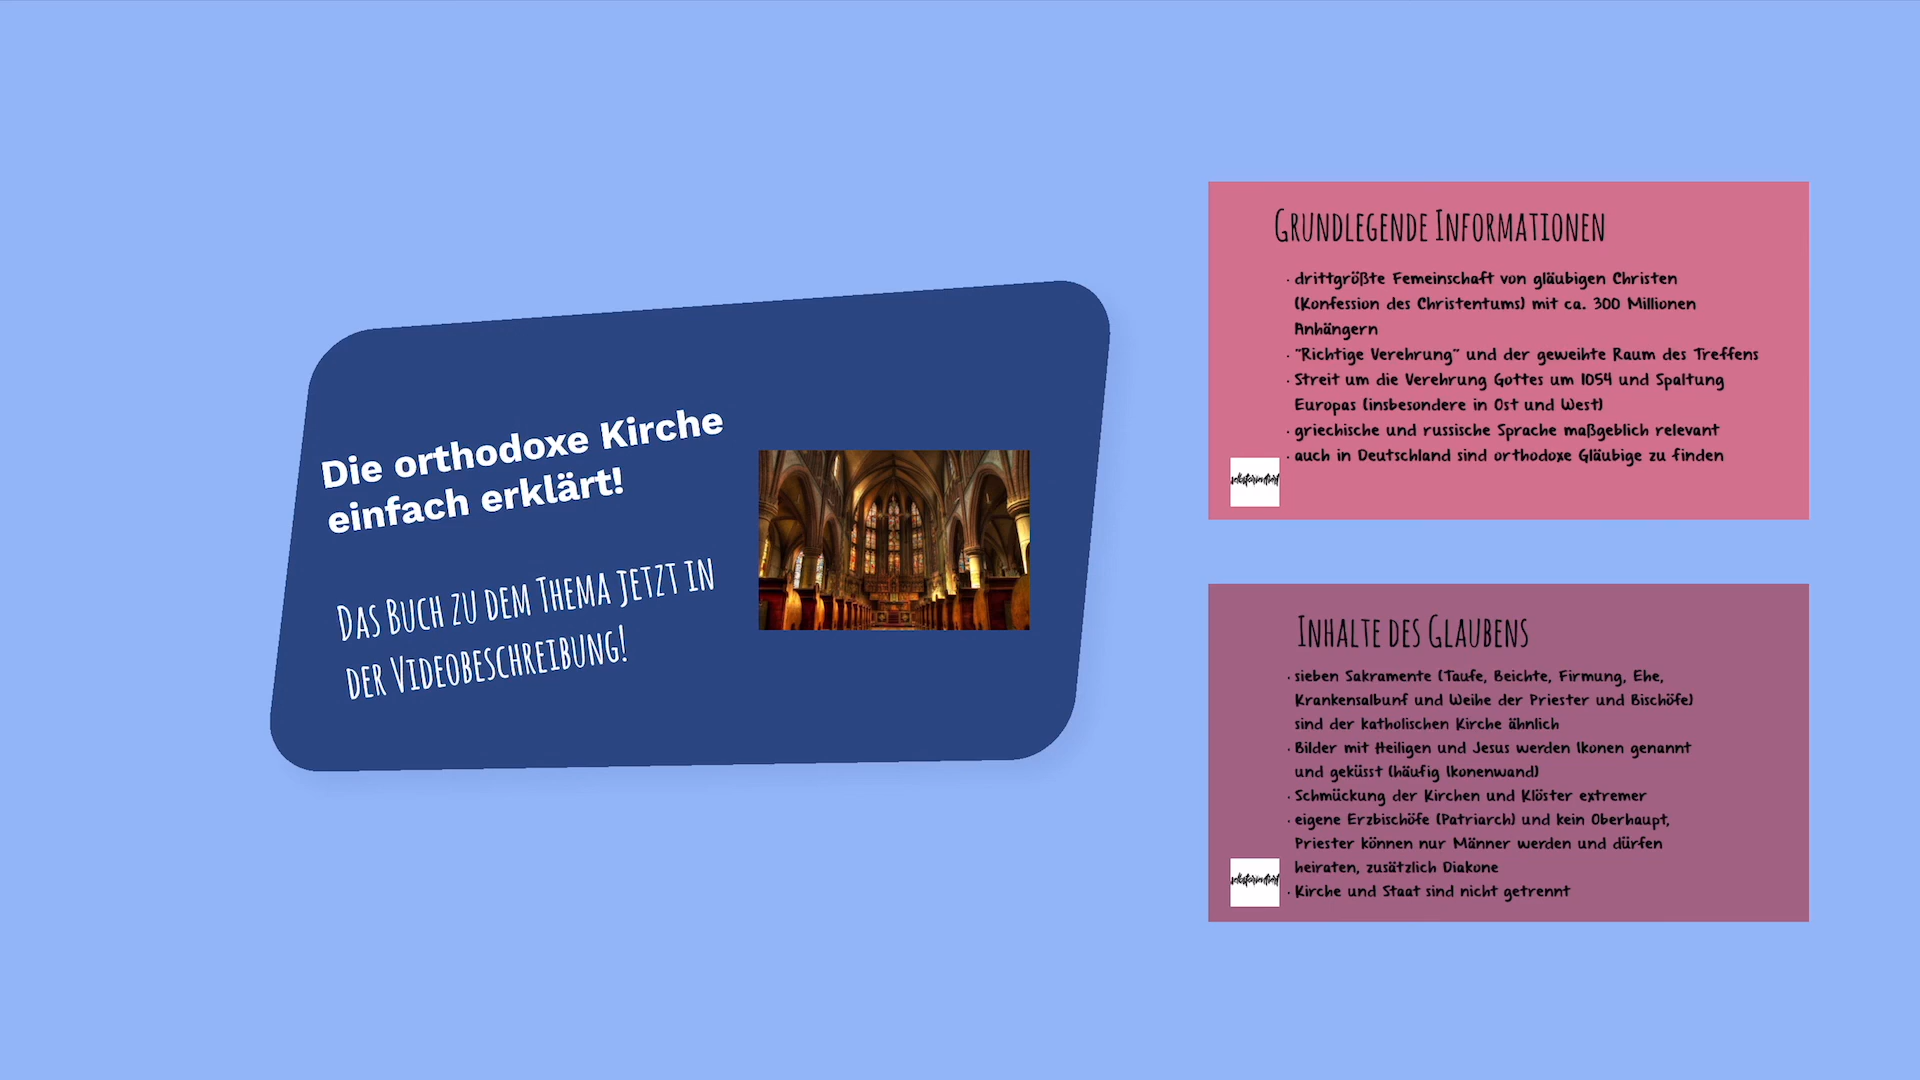 Die orthodoxe Kirche
einfach erklärt!
Das Buch zu dem Thema jetzt in
der Videobeschreibung!
Grundlegende Informationen
· drittgrößte Femeinschaft von gläubigen Christen
(Konfession des Christentums) mit ca. 300 Millionen
Anhängern
· "Richtige Verehrung" und der geweihte Raum des Treffens
· Streit um die Verehrung Gottes um 1054 und Spaltung
Europas (insbesondere in Ost und West)
· griechische und russische Sprache maßgeblich relevant
· auch in Deutschland sind orthodoxe Gläubige zu finden
Inhalte des Glaubens
· sieben Sakramente (Taufe, Beichte, Firmung, Ehe,
Krankensalbunf und Weihe der Priester und Bischöfe)
sind der katholischen Kirche ähnlich
· Bilder mit Heiligen und Jesus werden Ikonen genannt
und geküsst (häufig Ikonenwand)
· Schmückung der Kirchen und Klöster extremer
· eigene Erzbischöfe (Patriarch) und kein Oberhaupt,
Priester können nur Männer werden und dürfen
heiraten, zusätzlich Diakone
· Kirche und Staat sind nicht getrennt